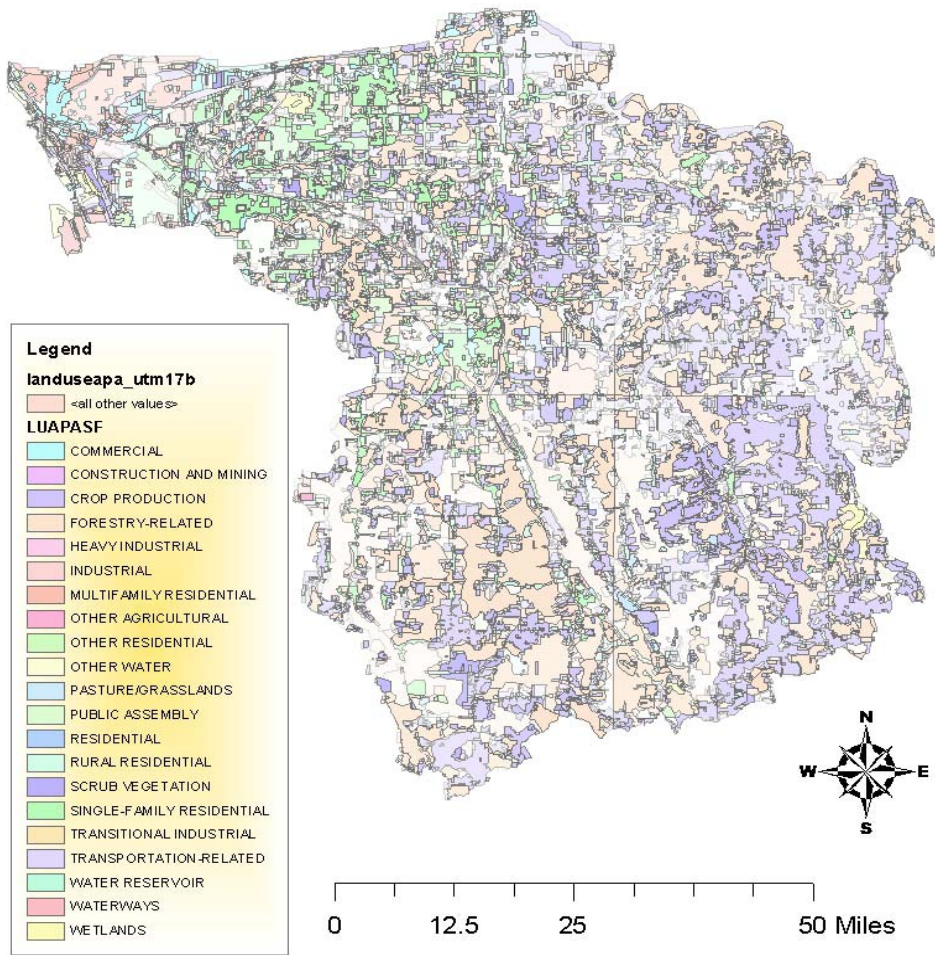 Legend
landuseapa_utm17b
<all other values>
LUAPASF
COMMERCIAL
CONSTRUCTION AND MINING
CROP PRODUCTION
FORESTRY-RELATED
HEAVY INDUSTRIAL
INDUSTRIAL
MULTIFAMILY RESIDENTIAL
OTHER AGRICULTURAL
OTHER RESIDENTIAL
OTHER WATER
PASTURE/GRASSLANDS
PUBLIC ASSEMBLY
RESIDENTIAL
RURAL RESIDENTIAL
SCRUB VEGETATION
SINGLE-FAMILY RESIDENTIAL
TRANSITIONAL INDUSTRIAL
TRANSPORTATION-RELATED
WATER RESERVOIR
WATERWAYS
WETLANDS
N
W E
S
0 12.5 25 50 Miles